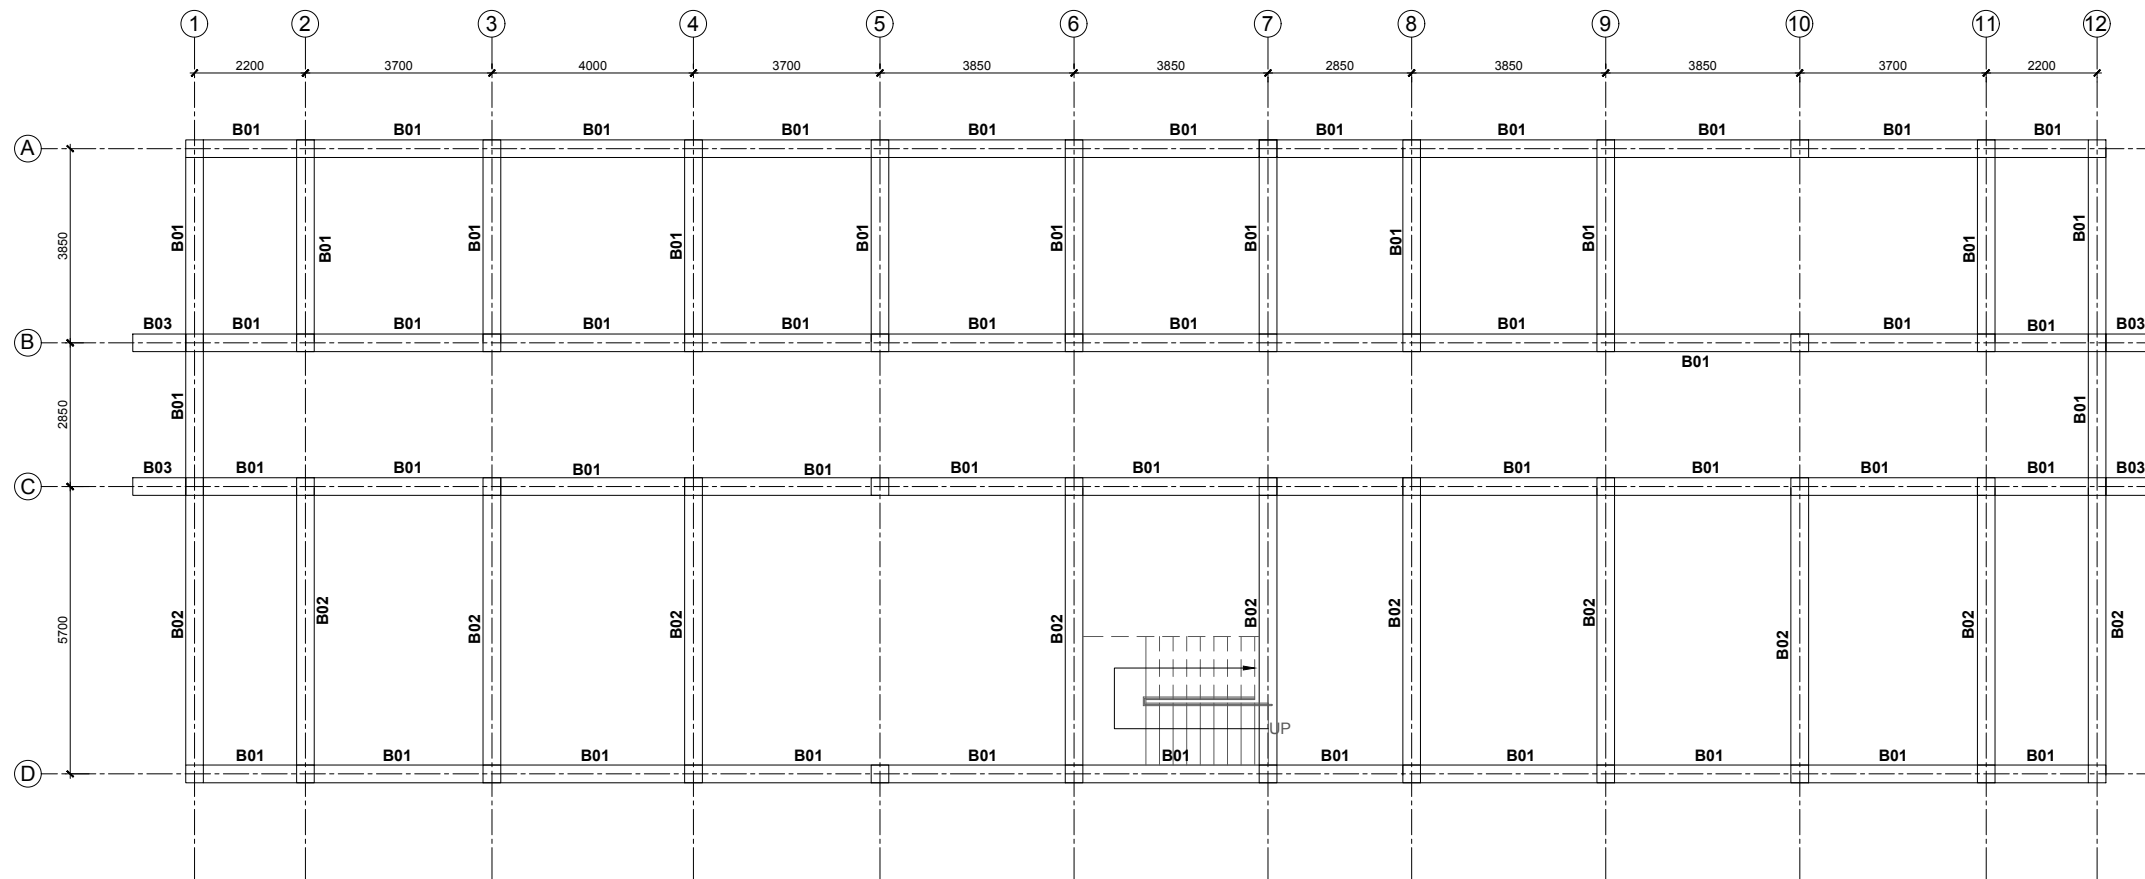 1 2 3 4 5 6 7 8 9 10 11 12
2200 3700 4000 3700 3850 3850 2850 3850 3850 3700 2200
B01 B01 B01 B01 B01 B01 B01 B01 B01 B01 B01
A
3850 B01 B01 B01 B01 B01 B01 B01 B01 B01 B01 B01
B03 B01 B01 B01 B01 B01 B01 B01 B01 B01 B03
B
B01
2850 B01 B01
B03 B01 B01 B01 B01 B01 B01 B01 B01 B01 B01 B03
C
5700 B02 B02 B02 B02 B02 B02 B02 B02 B02 B02 B02
UP
B01 B01 B01 B01 B01 B01 B01 B01 B01 B01 B01
D